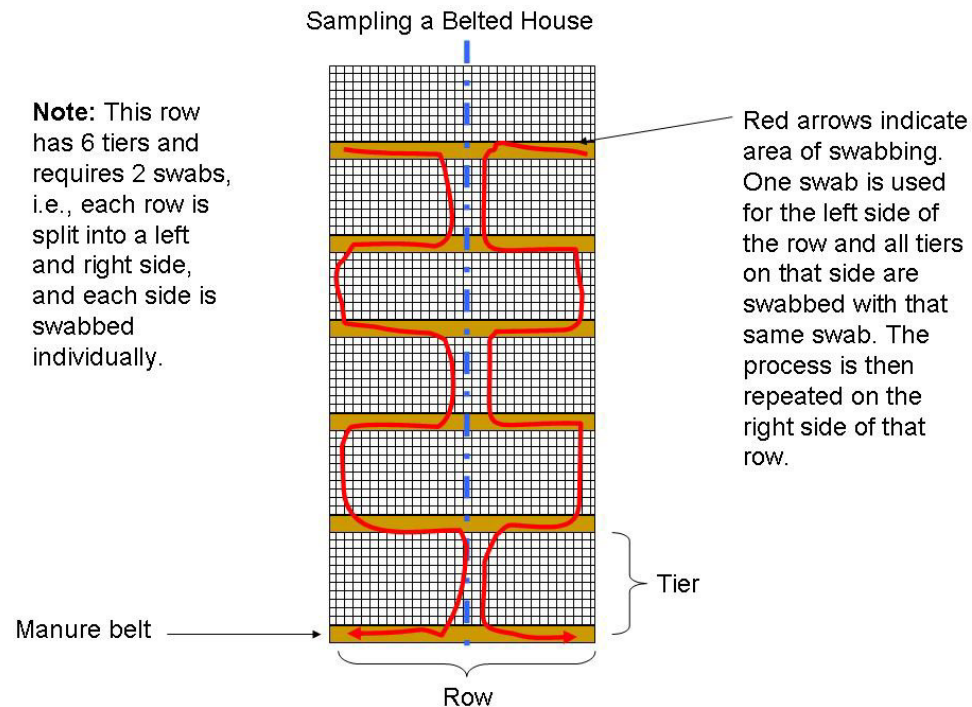 Sampling a Belted House
Note: This row
has 6 tiers and
requires 2 swabs,
i.e., each row is
split into a left
and right side,
and each side is
swabbed
individually.
Red arrows indicate
area of swabbing.
One swab is used
for the left side of
the row and all tiers
on that side are
swabbed with that
same swab. The
process is then
repeated on the
right side of that
row.
Tier
Manure belt
Row